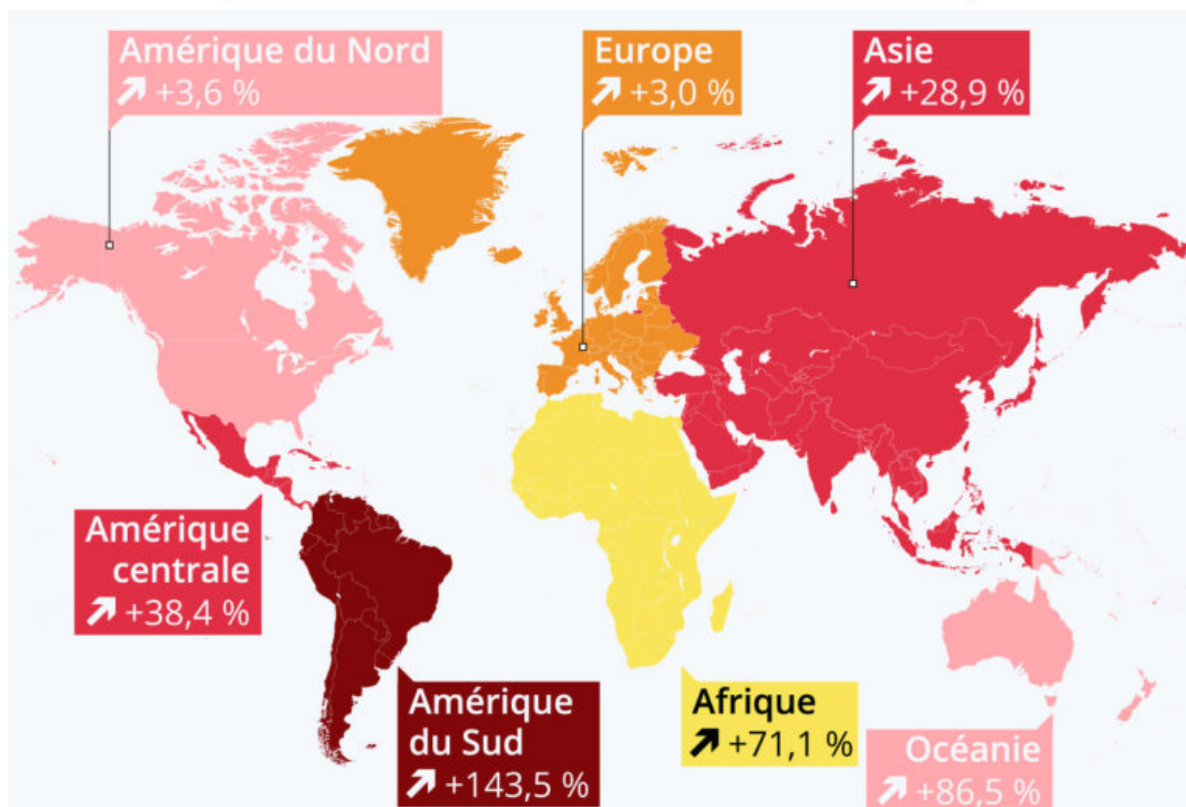 Amérique du Nord
+3,6 %
Europe
+3,0 %
Asie
+28,9 %
Amérique
centrale
+38,4 %
Amérique
du Sud
+143,5 %
Afrique
+71,1 %
Océanie
+86,5 %